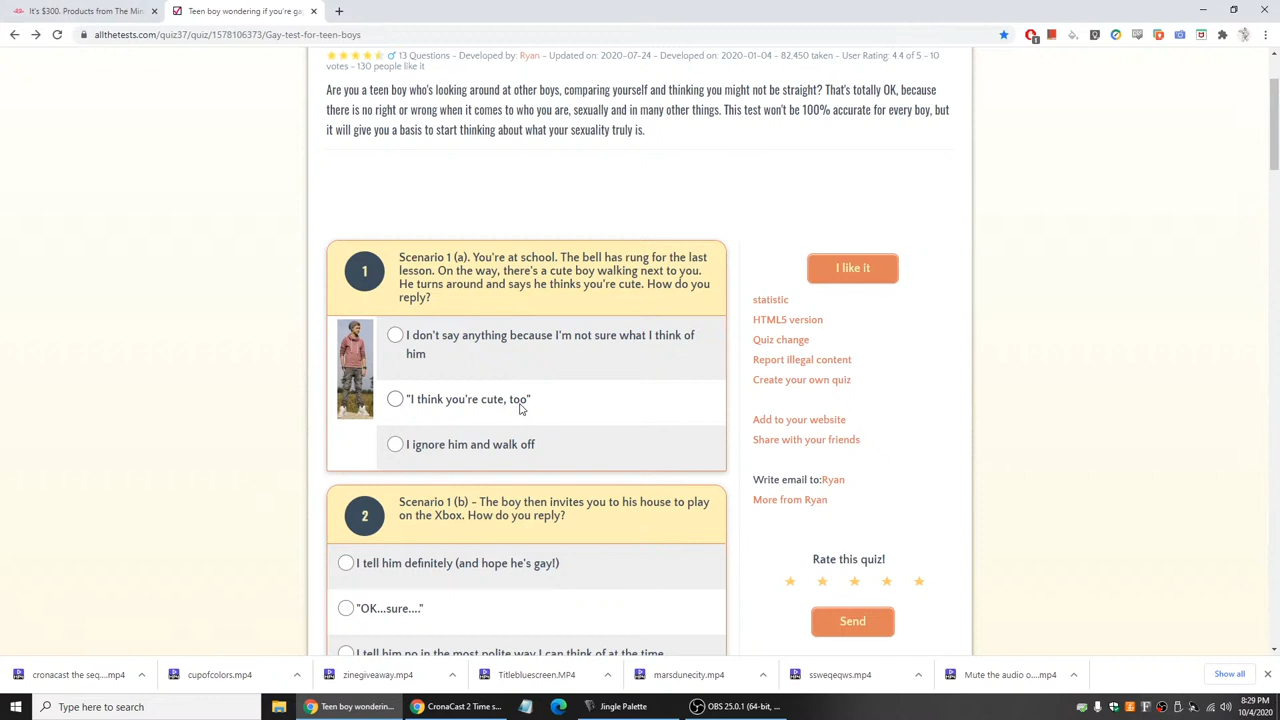 It's $300. Products from The Min
Teen boy wondering if you're ga
allthetests.com/quiz37/quiz/1578106373/Gay-test-for-teen-boys
13 Questions - Developed by: Ryan - Updated on: 2020-07-24 - Developed on: 2020-01-04 - 82,450 taken - User Rating: 4.4 of 5 - 10
votes - 130 people like it
Are you a teen boy who's looking around at other boys, comparing yourself and thinking you might not be straight? That's totally OK, because
there is no right or wrong when it comes to who you are, sexually and in many other things. This test won't be 100% accurate for every boy, but
it will give you a basis to start thinking about what your sexuality truly is.
1
Scenario 1 (a). You're at school. The bell has rung for the last
lesson. On the way, there's a cute boy walking next to you.
He turns around and says he thinks you're cute. How do you
reply?
I don't say anything because I'm not sure what I think of
him
"I think you're cute, too"
I ignore him and walk off
2
Scenario 1 (b) - The boy then invites you to his house to play
on the Xbox. How do you reply?
I tell him definitely (and hope he's gay!)
"OK...sure...."
I tell him no in the most polite way I can think of at the time
I like it
statistic
HTML5 version
Quiz change
Report illegal content
Create your own quiz
Add to your website
Share with your friends
Write email to:Ryan
More from Ryan
Rate this quiz!
Send
cronacast the seq....mp4
cupofcolors.mp4
zinegiveaway.mp4
Titlebluescreen.MP4
marsdunecity.mp4
ssweqeqws.mp4
Mute the audio o....mp4
Show all
Type here to search
Teen boy wonderin...
CronaCast 2 Time s...
Jingle Palette
OBS 25.0.1 (64-bit, ...
8:29 PM
10/4/2020